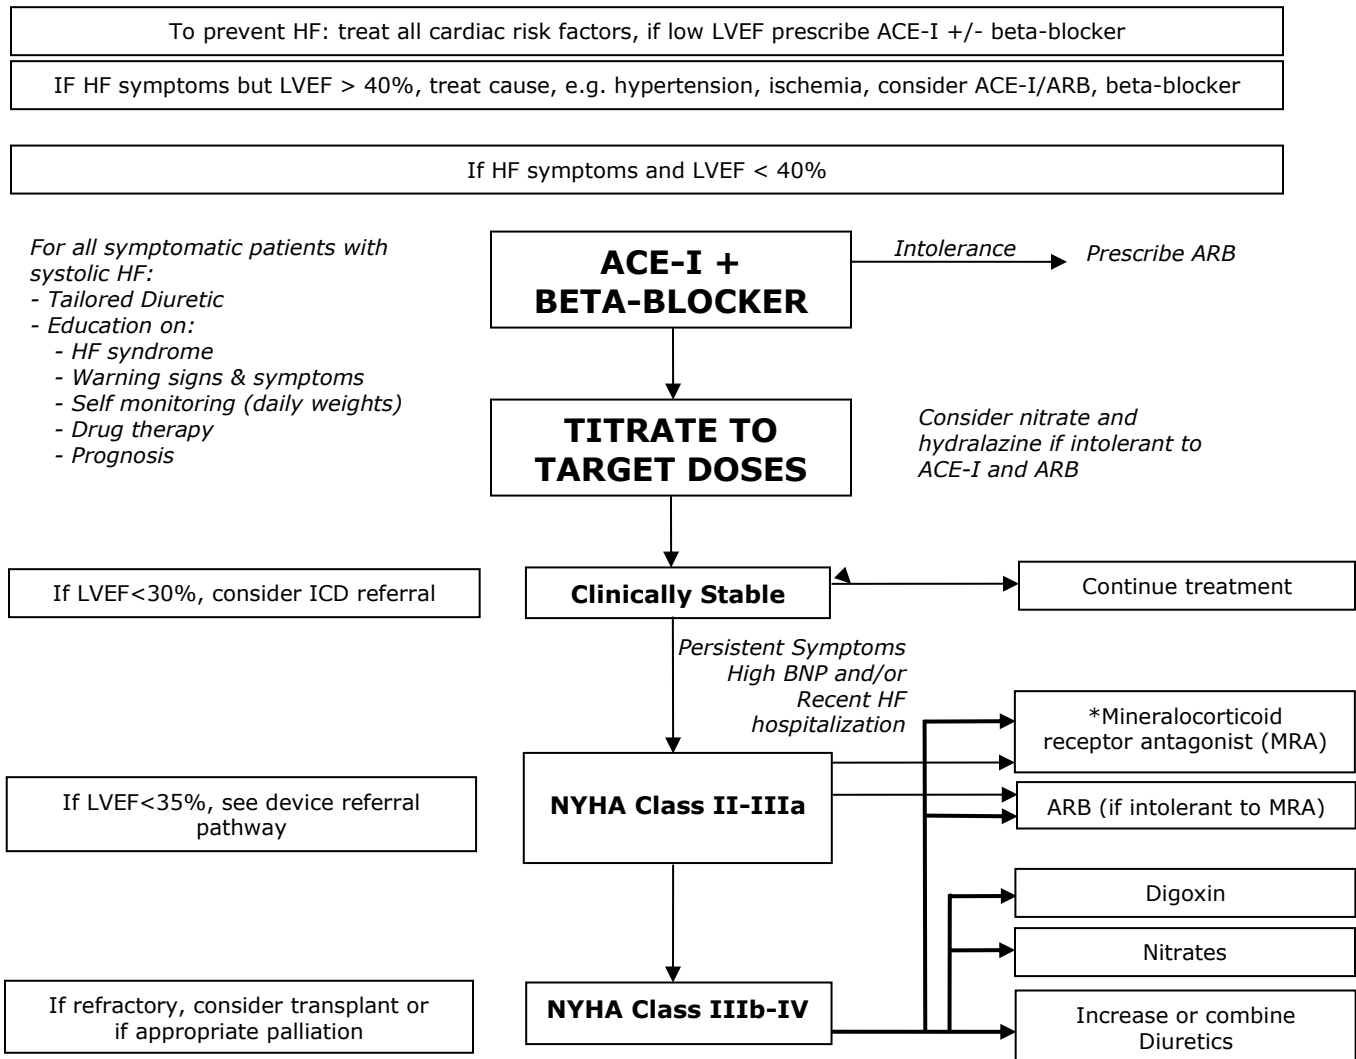 To prevent HF: treat all cardiac risk factors, if low LVEF prescribe ACE-I +/- beta-blocker
IF HF symptoms but LVEF > 40%, treat cause, e.g. hypertension, ischemia, consider ACE-I/ARB, beta-blocker
If HF symptoms and LVEF < 40%
For all symptomatic patients with
systolic HF:
- Tailored Diuretic
- Education on:
- HF syndrome
- Warning signs & symptoms
- Self monitoring (daily weights)
- Drug therapy
- Prognosis
ACE-I +
BETA-BLOCKER
Intolerance
Prescribe ARB
TITRATE TO
TARGET DOSES
Consider nitrate and
hydralazine if intolerant to
ACE-I and ARB
If LVEF<30%, consider ICD referral
Clinically Stable
Continue treatment
Persistent Symptoms
High BNP and/or
Recent HF
hospitalization
*Mineralocorticoid
receptor antagonist (MRA)
If LVEF<35%, see device referral
pathway
NYHA Class II-IIIa
ARB (if intolerant to MRA)
Digoxin
Nitrates
If refractory, consider transplant or
if appropriate palliation
NYHA Class IIIb-IV
Increase or combine
Diuretics